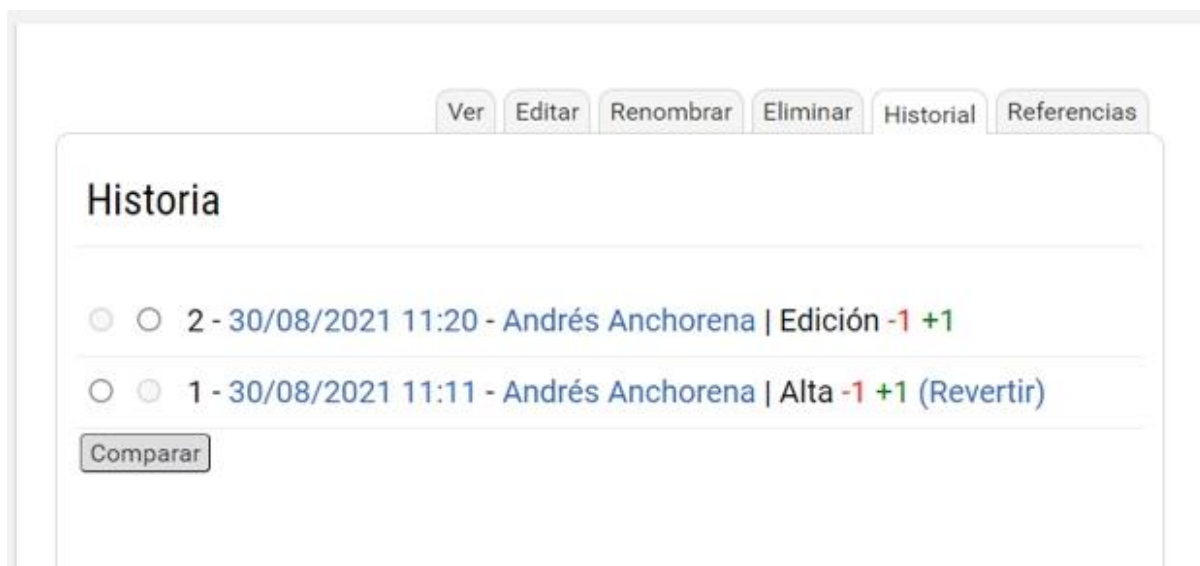 Ver Editar Renombrar Eliminar Historial Referencias
Historia
2 - 30/08/2021 11:20 - Andrés Anchorena | Edición -1 +1
1 - 30/08/2021 11:11 - Andrés Anchorena | Alta -1 +1 (Revertir)
Comparar